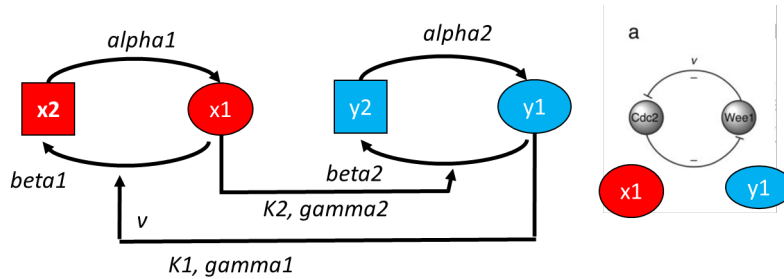 alpha1
alpha2
a
v
x2
x1
y2
y1
Cdc2
Wee1
–
–
beta1
beta2
K2, gamma2
v
K1, gamma1
x1
y1